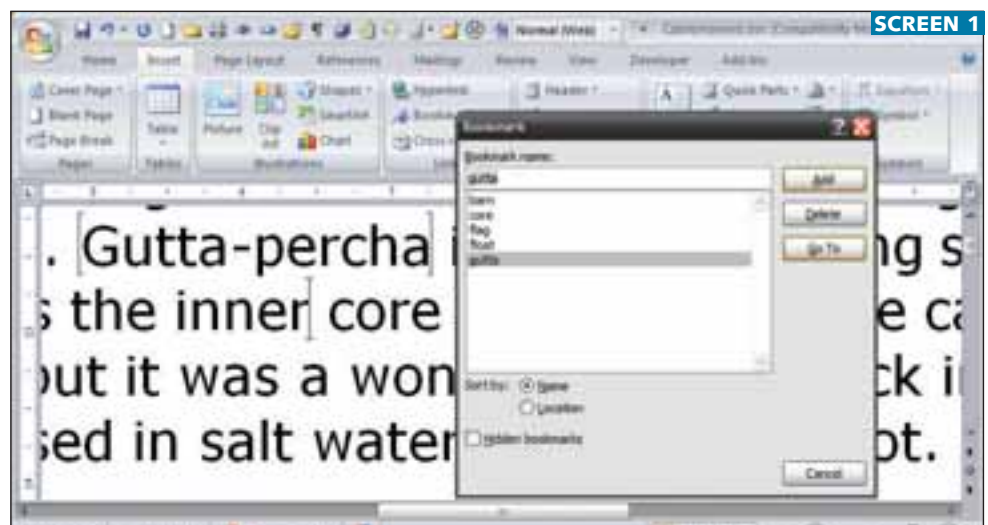 SCREEN 1
Normal (Web)
Home Insert Page Layout References Mailings Review View Developer Add-Ins
Cover Page
Blank Page
Page Break
Table
Picture
Clip Art
Shapes
SmartArt
Chart
Hyperlink
Header
Quick Parts
Pages Tables Illustrations
Bookmark
Bookmark name:
gutta
barn
core
flag
float
gutta
Add
Delete
Go To
Sort by: Name
Location
Hidden bookmarks
Cancel
. Gutta-percha i ng s
s the inner core e ca
out it was a won ck i
sed in salt water ot.